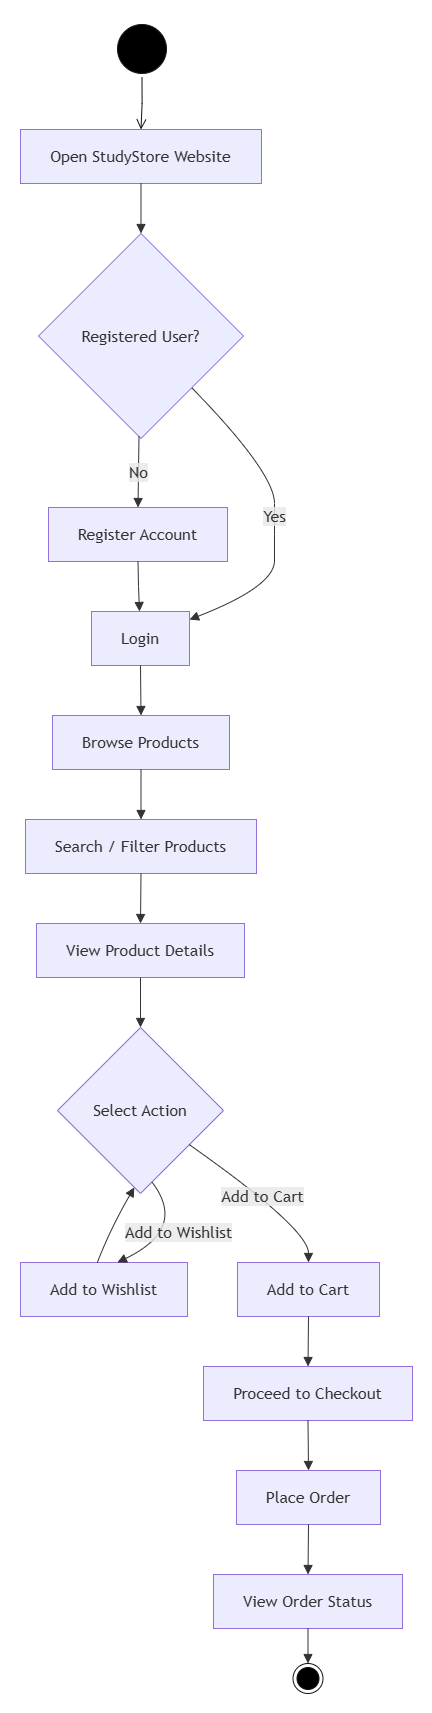 Open StudyStore Website
Registered User?
No
Yes
Register Account
Login
Browse Products
Search / Filter Products
View Product Details
Select Action
Add to Cart
Add to Wishlist
Add to Wishlist
Add to Cart
Proceed to Checkout
Place Order
View Order Status